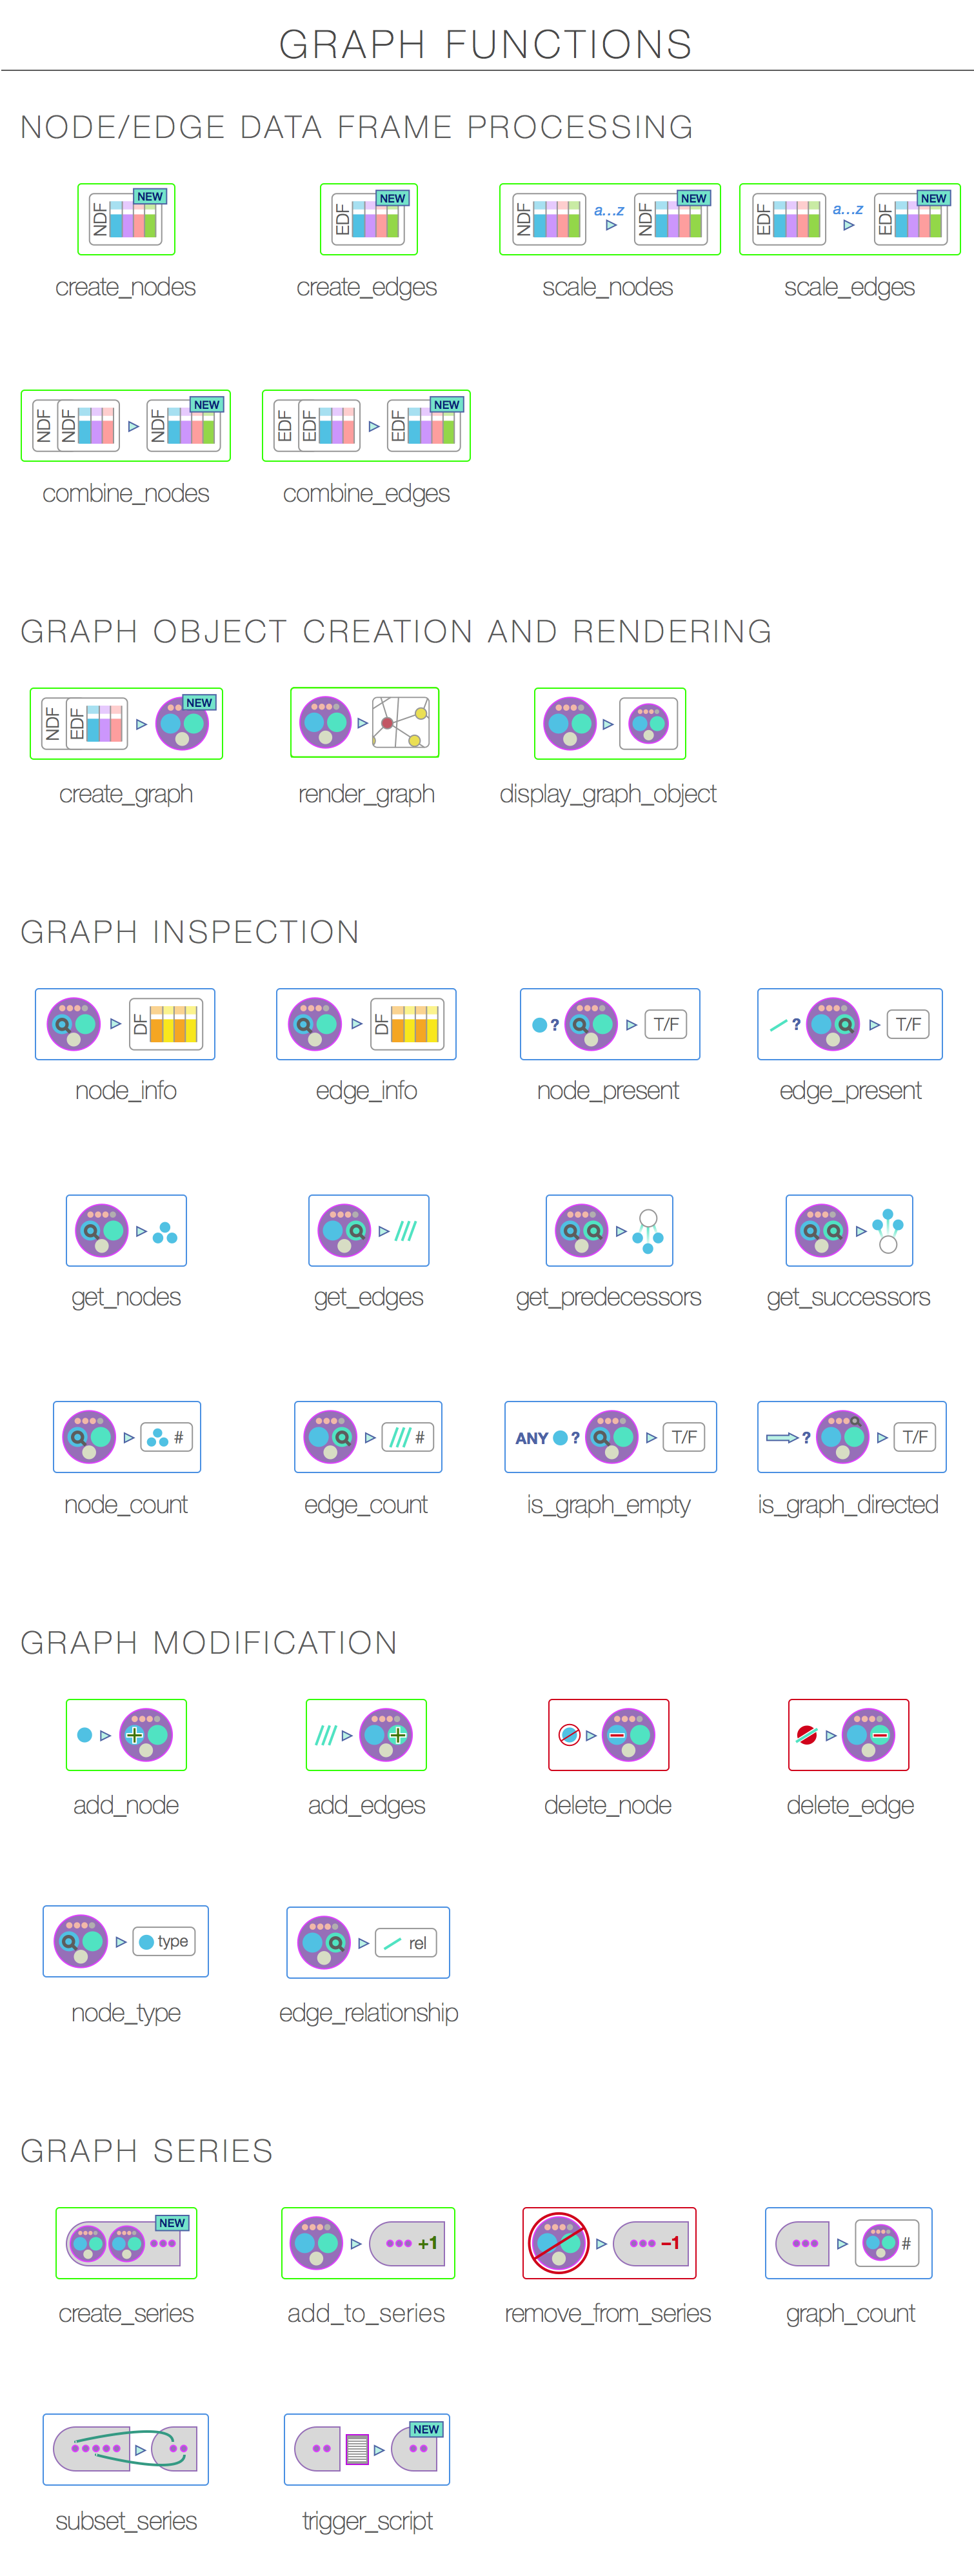 GRAPH FUNCTIONS
NODE/EDGE DATA FRAME PROCESSING
NDF NEW
EDF NEW
NDF a...z NDF NEW
EDF a...z EDF NEW
create_nodes create_edges scale_nodes scale_edges
NDF NDF NDF NEW
EDF EDF EDF NEW
combine_nodes combine_edges
GRAPH OBJECT CREATION AND RENDERING
NDF EDF NEW
create_graph render_graph display_graph_object
GRAPH INSPECTION
DF
DF
? T/F
? T/F
node_info edge_info node_present edge_present
get_nodes get_edges get_predecessors get_successors
#
#
ANY ? T/F
? T/F
node_count edge_count is_graph_empty is_graph_directed
GRAPH MODIFICATION
add_node add_edges delete_node delete_edge
type
rel
node_type edge_relationship
GRAPH SERIES
NEW
+1
−1
#
create_series add_to_series remove_from_series graph_count
NEW
subset_series trigger_script